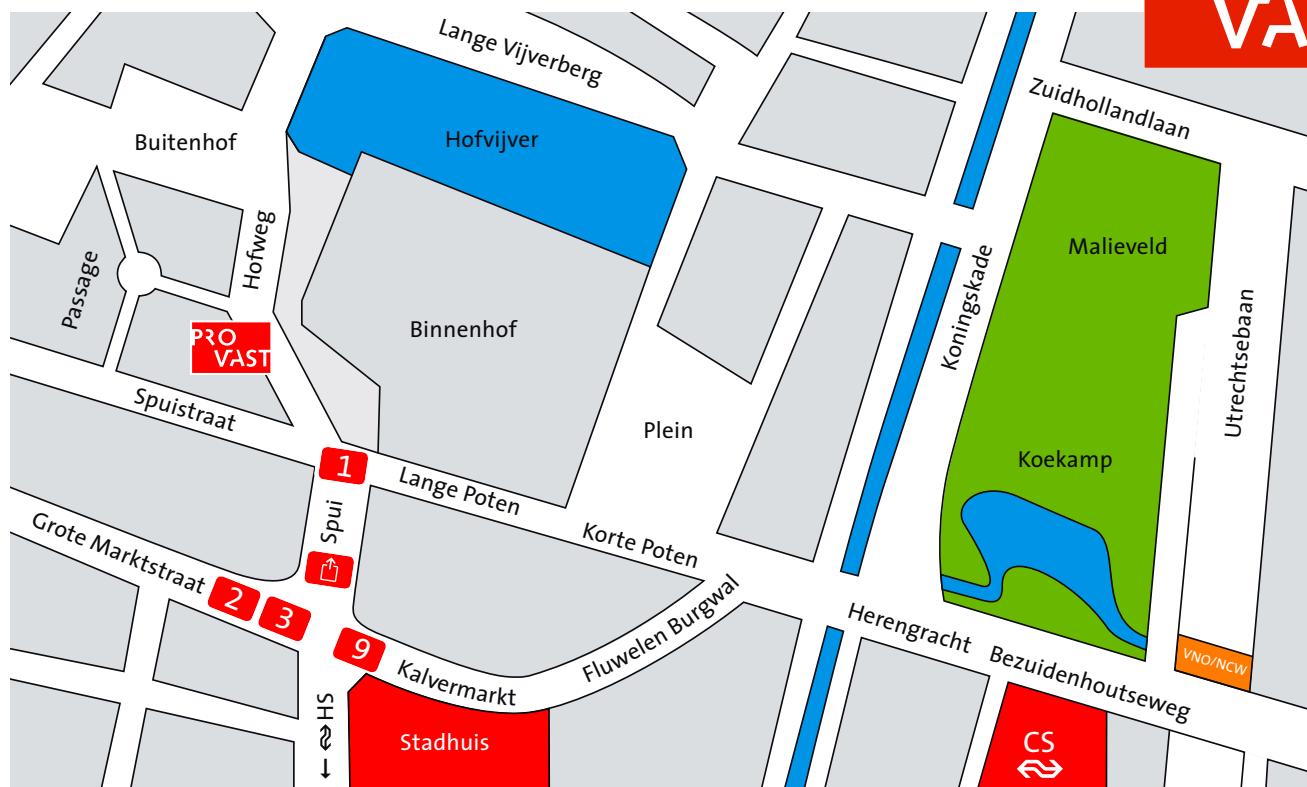 VA
Lange Vijverberg
Zuidhollandlaan
Buitenhof
Hofvijver
Hofweg
Malieveld
Passage
Koningskade
Utrechtsebaan
Binnenhof
PRO
VAST
Spuistraat
Plein
Koekamp
1
Lange Poten
Spui
Korte Poten
Grote Marktstraat
2
3
9
Kalvermarkt
Fluwelen Burgwal
Herengracht
Bezuidenhoutseweg
VNO/NCW
HS
Stadhuis
CS